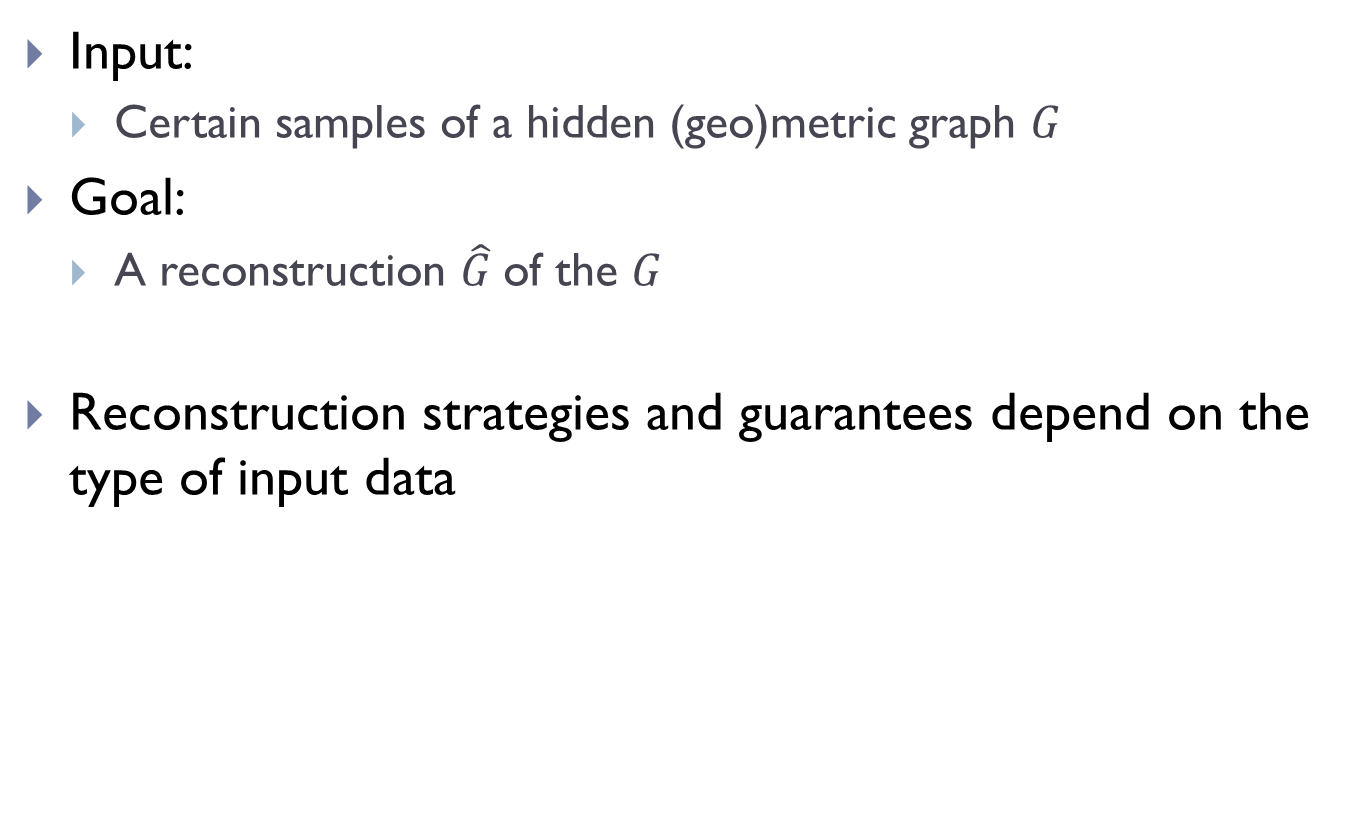 Input:
Certain samples of a hidden (geo)metric graph G
Goal:
A reconstruction Ĝ of the G
Reconstruction strategies and guarantees depend on the
type of input data